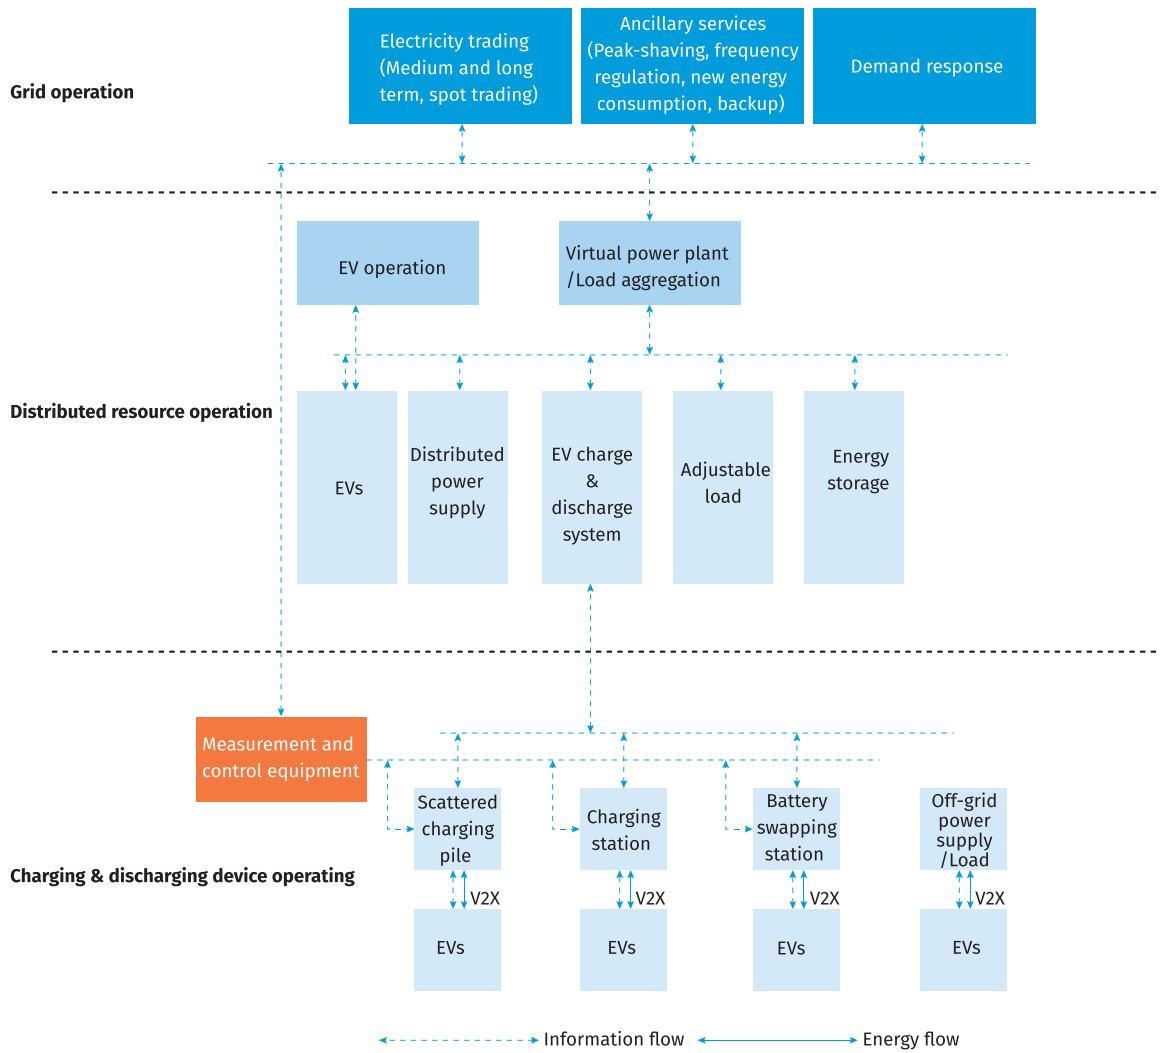 Grid operation
Electricity trading
(Medium and long
term, spot trading)
Ancillary services
(Peak-shaving, frequency
regulation, new energy
consumption, backup)
Demand response
Distributed resource operation
EV operation
Virtual power plant
/Load aggregation
EVs
Distributed
power
supply
EV charge
&
discharge
system
Adjustable
load
Energy
storage
Charging & discharging device operating
Measurement and
control equipment
Scattered
charging
pile
Charging
station
Battery
swapping
station
Off-grid
power
supply
/Load
V2X
V2X
V2X
V2X
EVs
EVs
EVs
EVs
Information flow
Energy flow